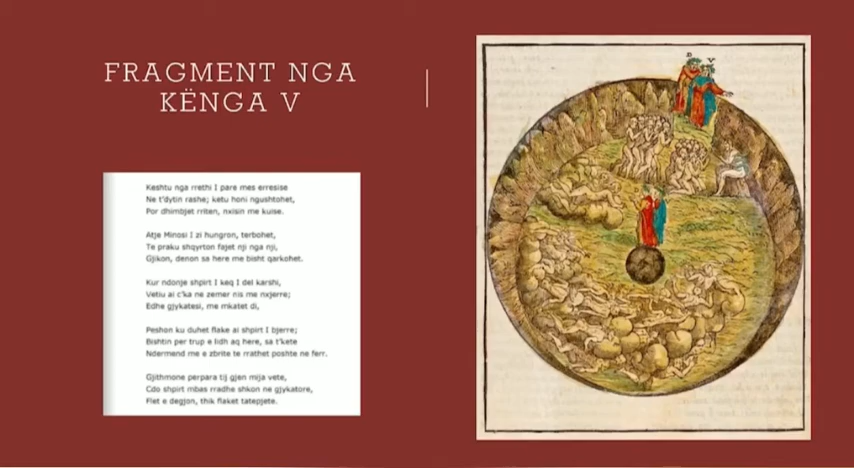 FRAGMENT NGA
KËNGA V
Keshtu nga rrethi I pare mes erresise
Ne t'dytin rashe; ketu honi ngushtohet,
Por dhimbjet rriten, nxisin me kuise.
Atje Minosi I zi hungron, terbohet,
Te praku shqyrton fajet nji nga nji,
Gjikon, denon sa here me bisht qarkohet.
Kur ndonje shpirt I keq I del karshi,
Vetiu ai c'ka ne zemer nis me nxjerre;
Edhe gjykatesi, me mkatet di,
Peshon ku duhet flake ai shpirt I bjerre;
Bishtin per trup e lidh aq here, sa t'kete
Ndermend me e zbrite te rrathet poshte ne ferr.
Gjithmone perpara tij gjen mija vete,
Cdo shpirt mbas rradhe shkon ne gjykatore,
Flet e degjon, thik flaket tatepjete.
D V